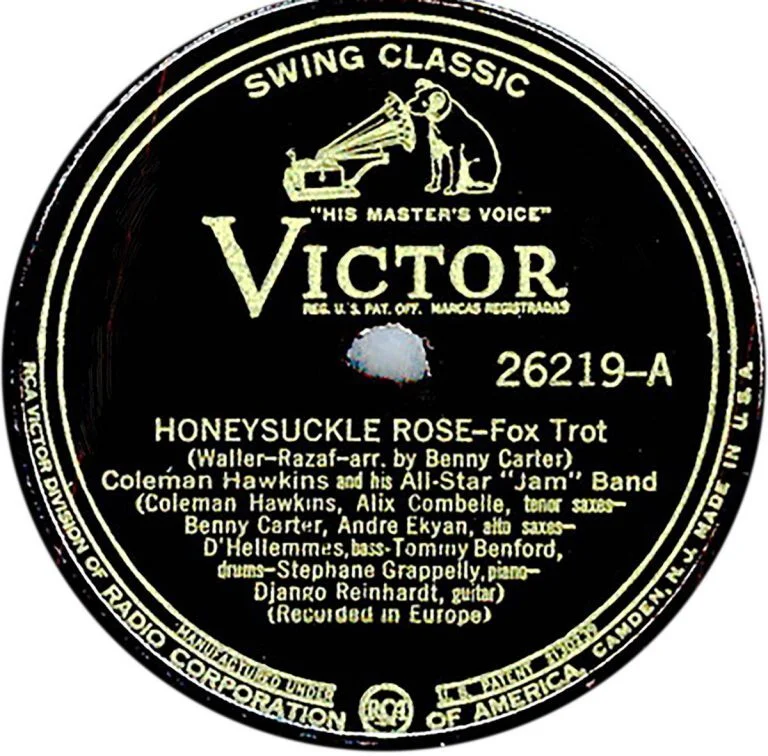 SWING CLASSIC
"HIS MASTER'S VOICE"
VICTOR
REG. U.S. PAT. OFF. MARCAS REGISTRADAS
26219-A
HONEYSUCKLE ROSE-Fox Trot
(Waller-Razaf-arr. by Benny Carter)
Coleman Hawkins and his All-Star "Jam" Band
(Coleman Hawkins, Alix Combelle, tenor saxes-
Benny Carter, Andre Ekyan, alto saxes-
D'Hellemmes, bass-Tommy Benford,
drums-Stephane Grappelly, piano-
Django Reinhardt, guitar)
(Recorded in Europe)
MANUFACTURED UNDER
U.S. PATENT
RCA VICTOR DIVISION OF RADIO CORPORATION OF AMERICA, CAMDEN, N.J. MADE IN U.S.A.
RCA